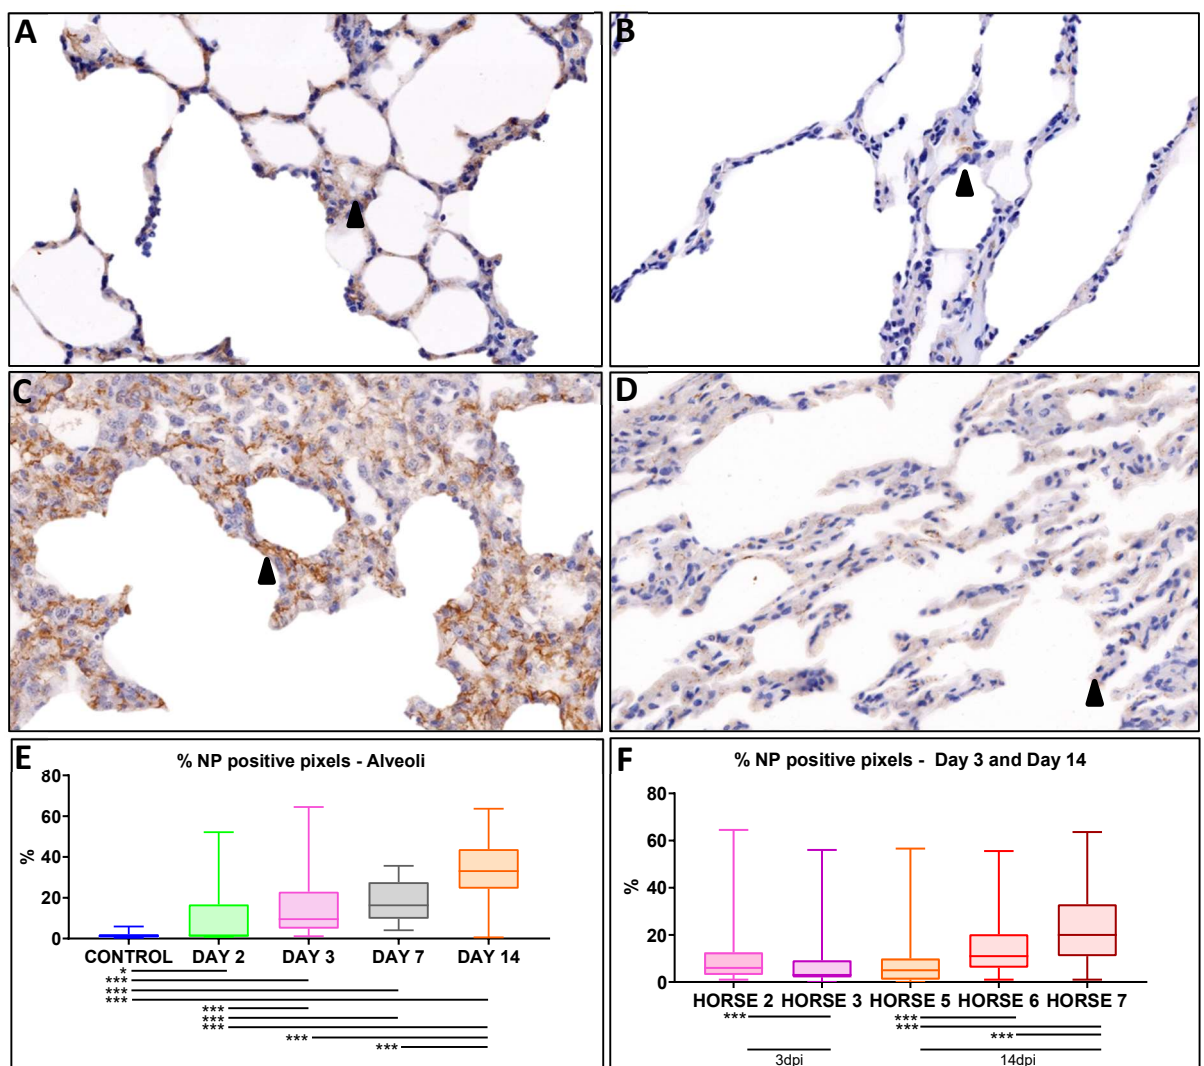 A
B
C
D
E
% NP positive pixels - Alveoli
80
60
40
20
0
%
CONTROL DAY 2 DAY 3 DAY 7 DAY 14
*
***
***
***
***
***
***
***
***
F
% NP positive pixels - Day 3 and Day 14
80
60
40
20
0
%
HORSE 2 HORSE 3 HORSE 5 HORSE 6 HORSE 7
*** ***
***
***
3dpi 14dpi